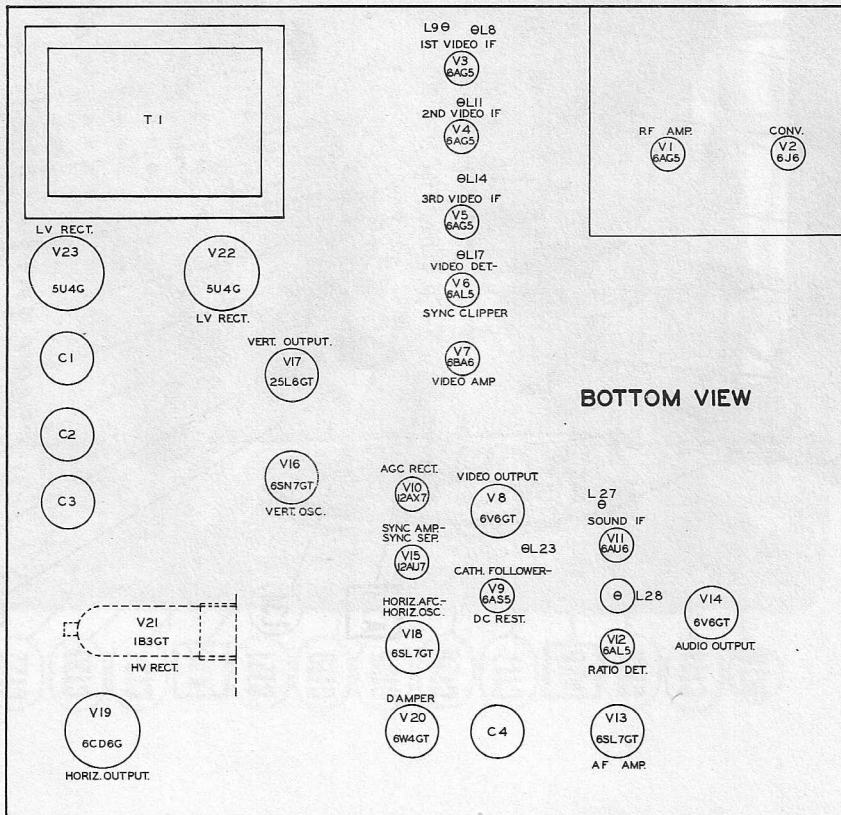 L9 L8
1ST VIDEO IF
V3
6AG5
L11
2ND VIDEO IF
V4
6AG5
L14
3RD VIDEO IF
V5
6AG5
L17
VIDEO DET-
V6
6AL5
SYNC CLIPPER
V7
6BA6
VIDEO AMP
RF AMP.
V1
6AG5
CONV.
V2
6J6
T1
LV RECT.
V23
5U4G
V22
5U4G
LV RECT.
C1
C2
C3
VERT. OUTPUT.
V17
25L6GT
V16
6SN7GT
VERT. OSC.
BOTTOM VIEW
AGC RECT.
V10
12AX7
SYNC AMP.-
SYNC SEP.
V15
12AU7
HORIZ. AFC.-
HORIZ. OSC.
V18
6SL7GT
DAMPER
V20
6W4GT
VIDEO OUTPUT.
V8
6V6GT
L23
CATH. FOLLOWER-
V9
6AS5
DC REST.
C4
L27
SOUND IF
V11
6AU6
L28
V12
6AL5
RATIO DET.
V13
6SL7GT
AF AMP.
V14
6V6GT
AUDIO OUTPUT.
V21
1B3GT
HV RECT.
V19
6CD6G
HORIZ. OUTPUT.